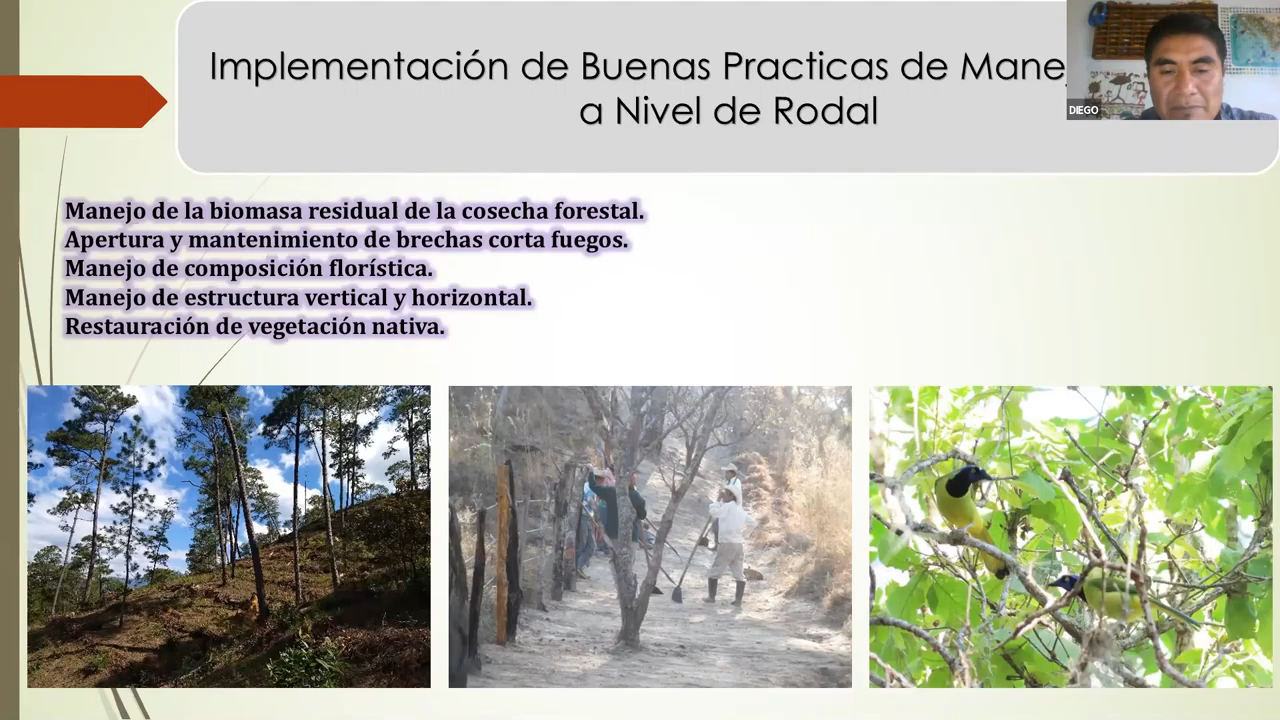 Implementación de Buenas Practicas de Mane
a Nivel de Rodal
DIEGO
Manejo de la biomasa residual de la cosecha forestal.
Apertura y mantenimiento de brechas corta fuegos.
Manejo de composición florística.
Manejo de estructura vertical y horizontal.
Restauración de vegetación nativa.